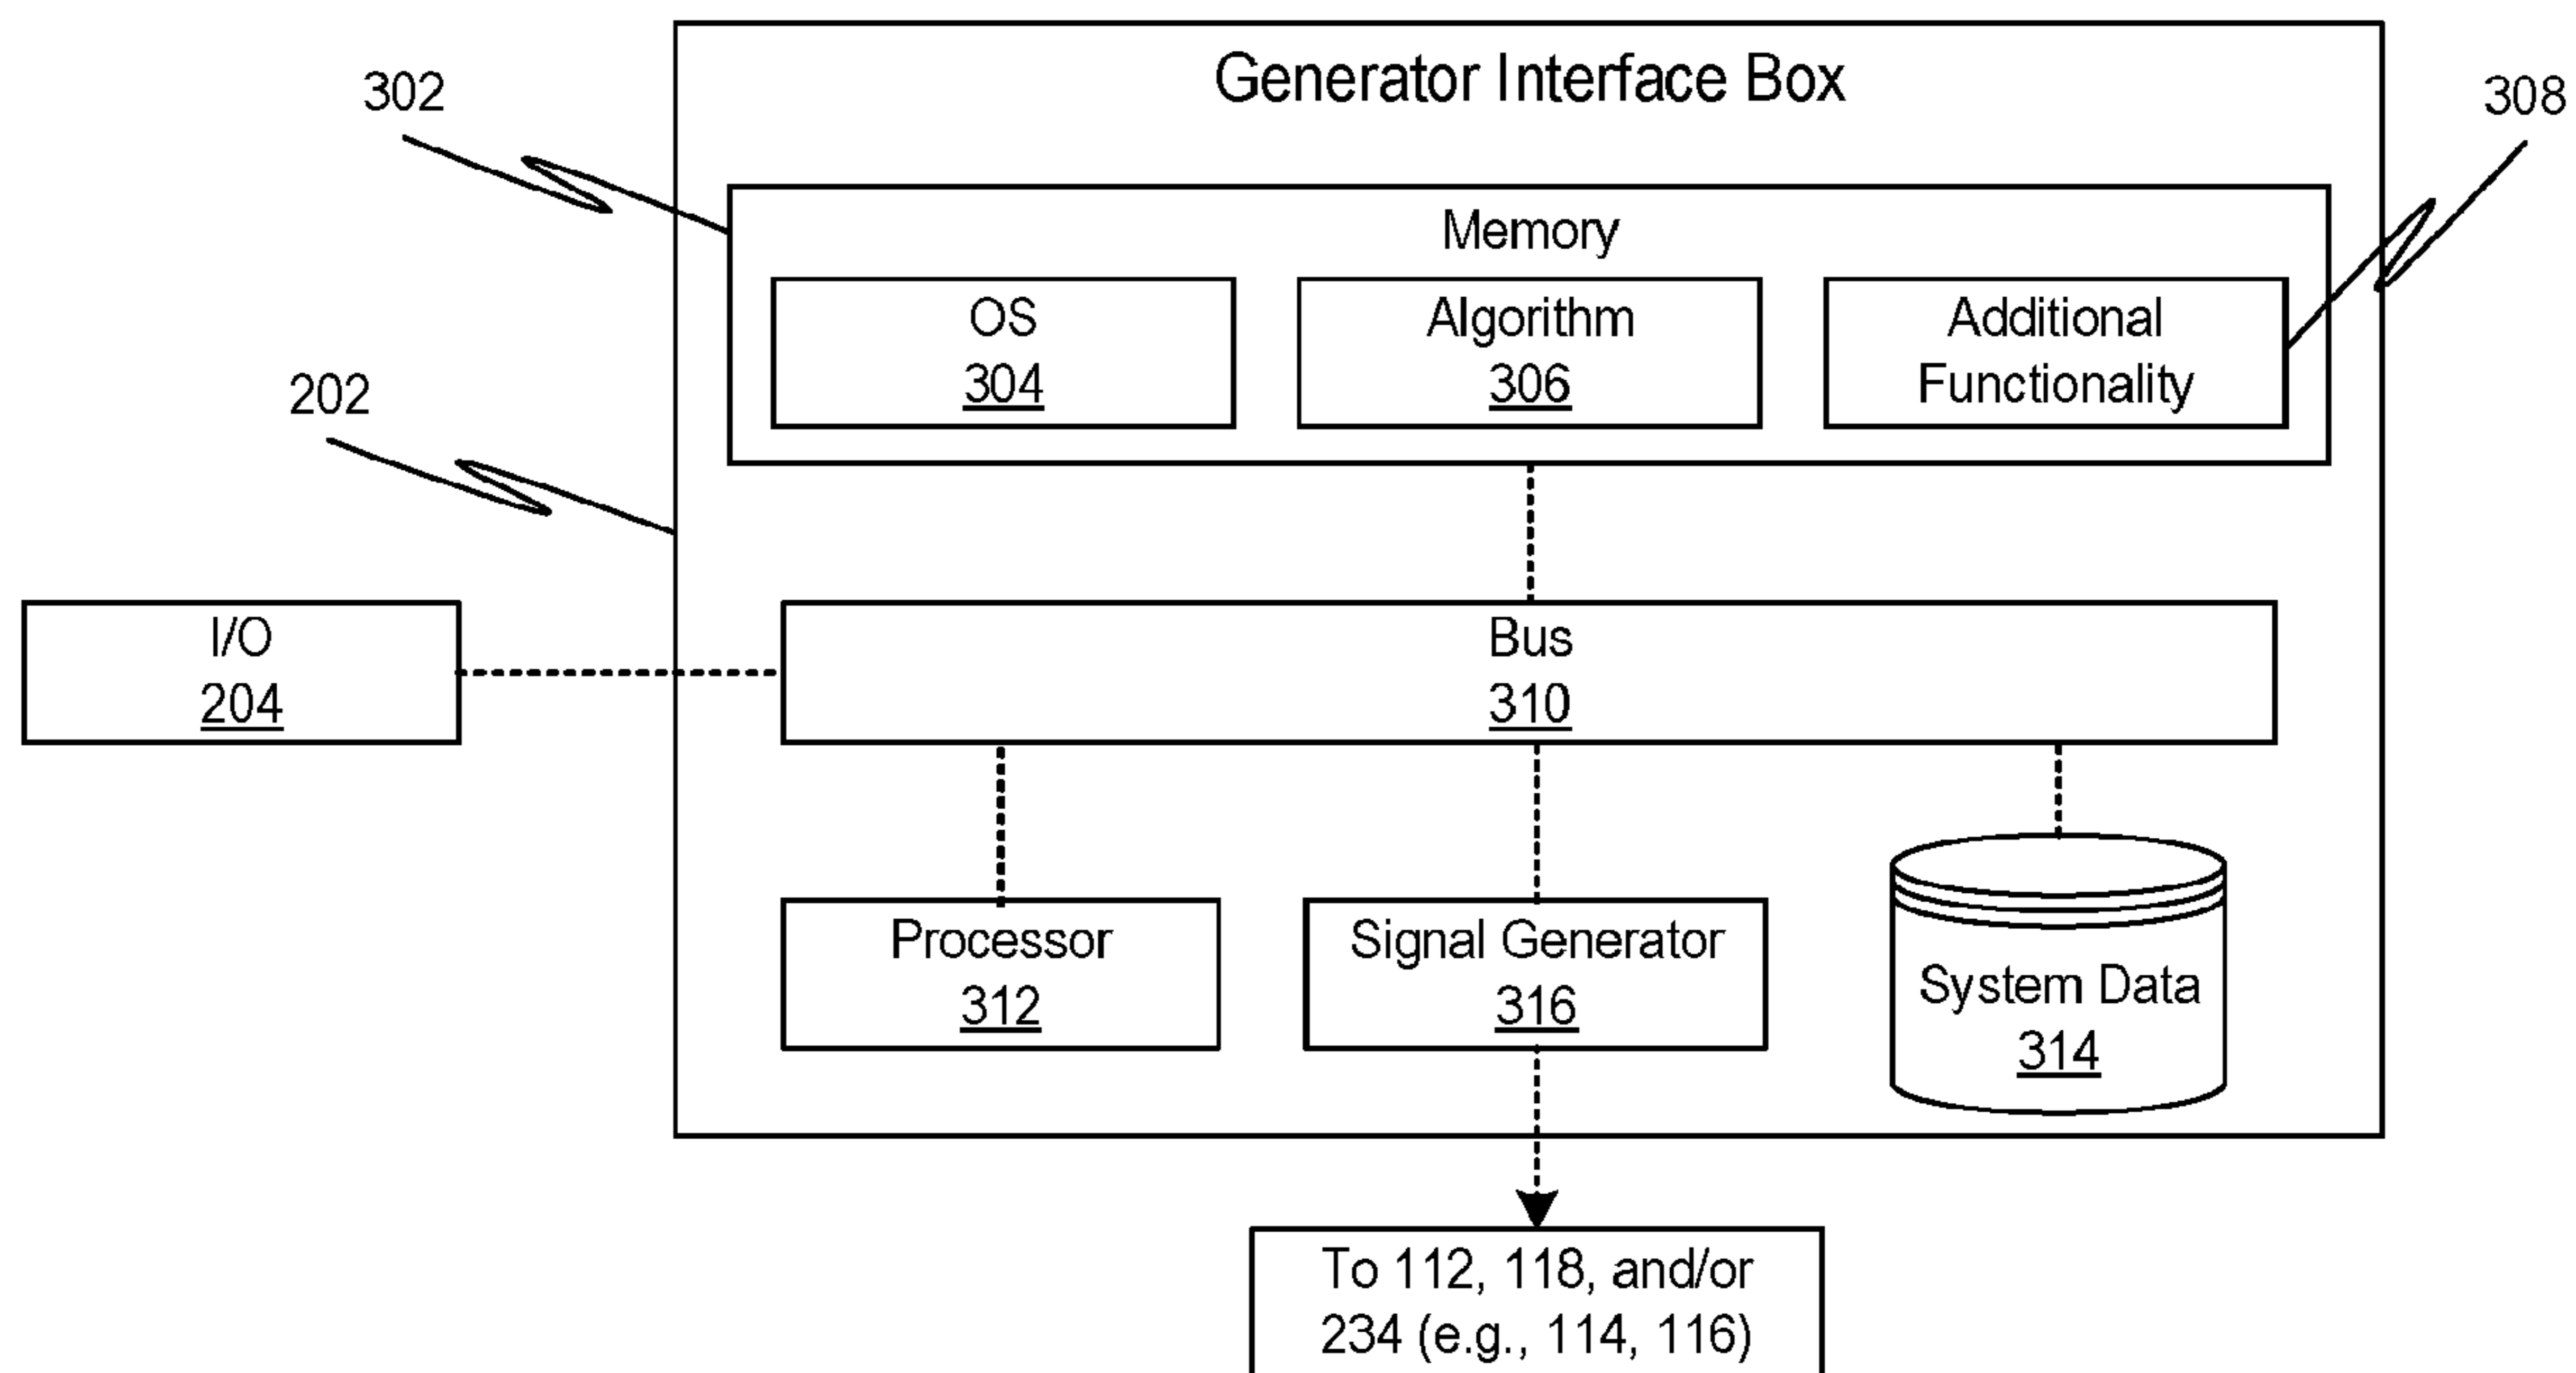 Generator Interface Box
302
308
Memory
OS
304
Algorithm
306
Additional
Functionality
202
I/O
204
Bus
310
Processor
312
Signal Generator
316
System Data
314
To 112, 118, and/or
234 (e.g., 114, 116)